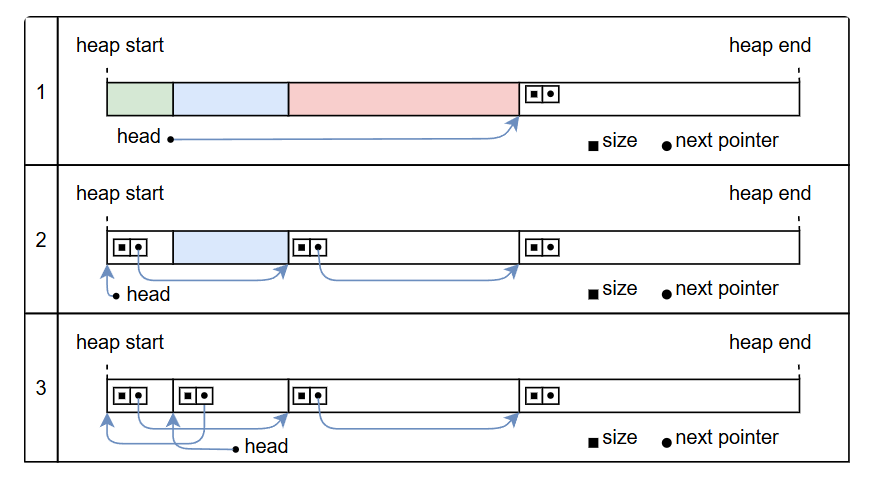 heap start heap end
1
head
size next pointer
heap start heap end
2
head
size next pointer
heap start heap end
3
head
size next pointer